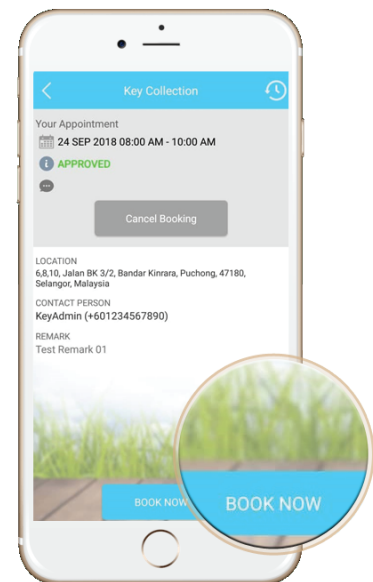 Key Collection
Your Appointment
24 SEP 2018 08:00 AM - 10:00 AM
APPROVED
Cancel Booking
LOCATION
6,8,10, Jalan BK 3/2, Bandar Kinrara, Puchong, 47180,
Selangor, Malaysia
CONTACT PERSON
KeyAdmin (+601234567890)
REMARK
Test Remark 01
BOOK NOW
BOOK NOW